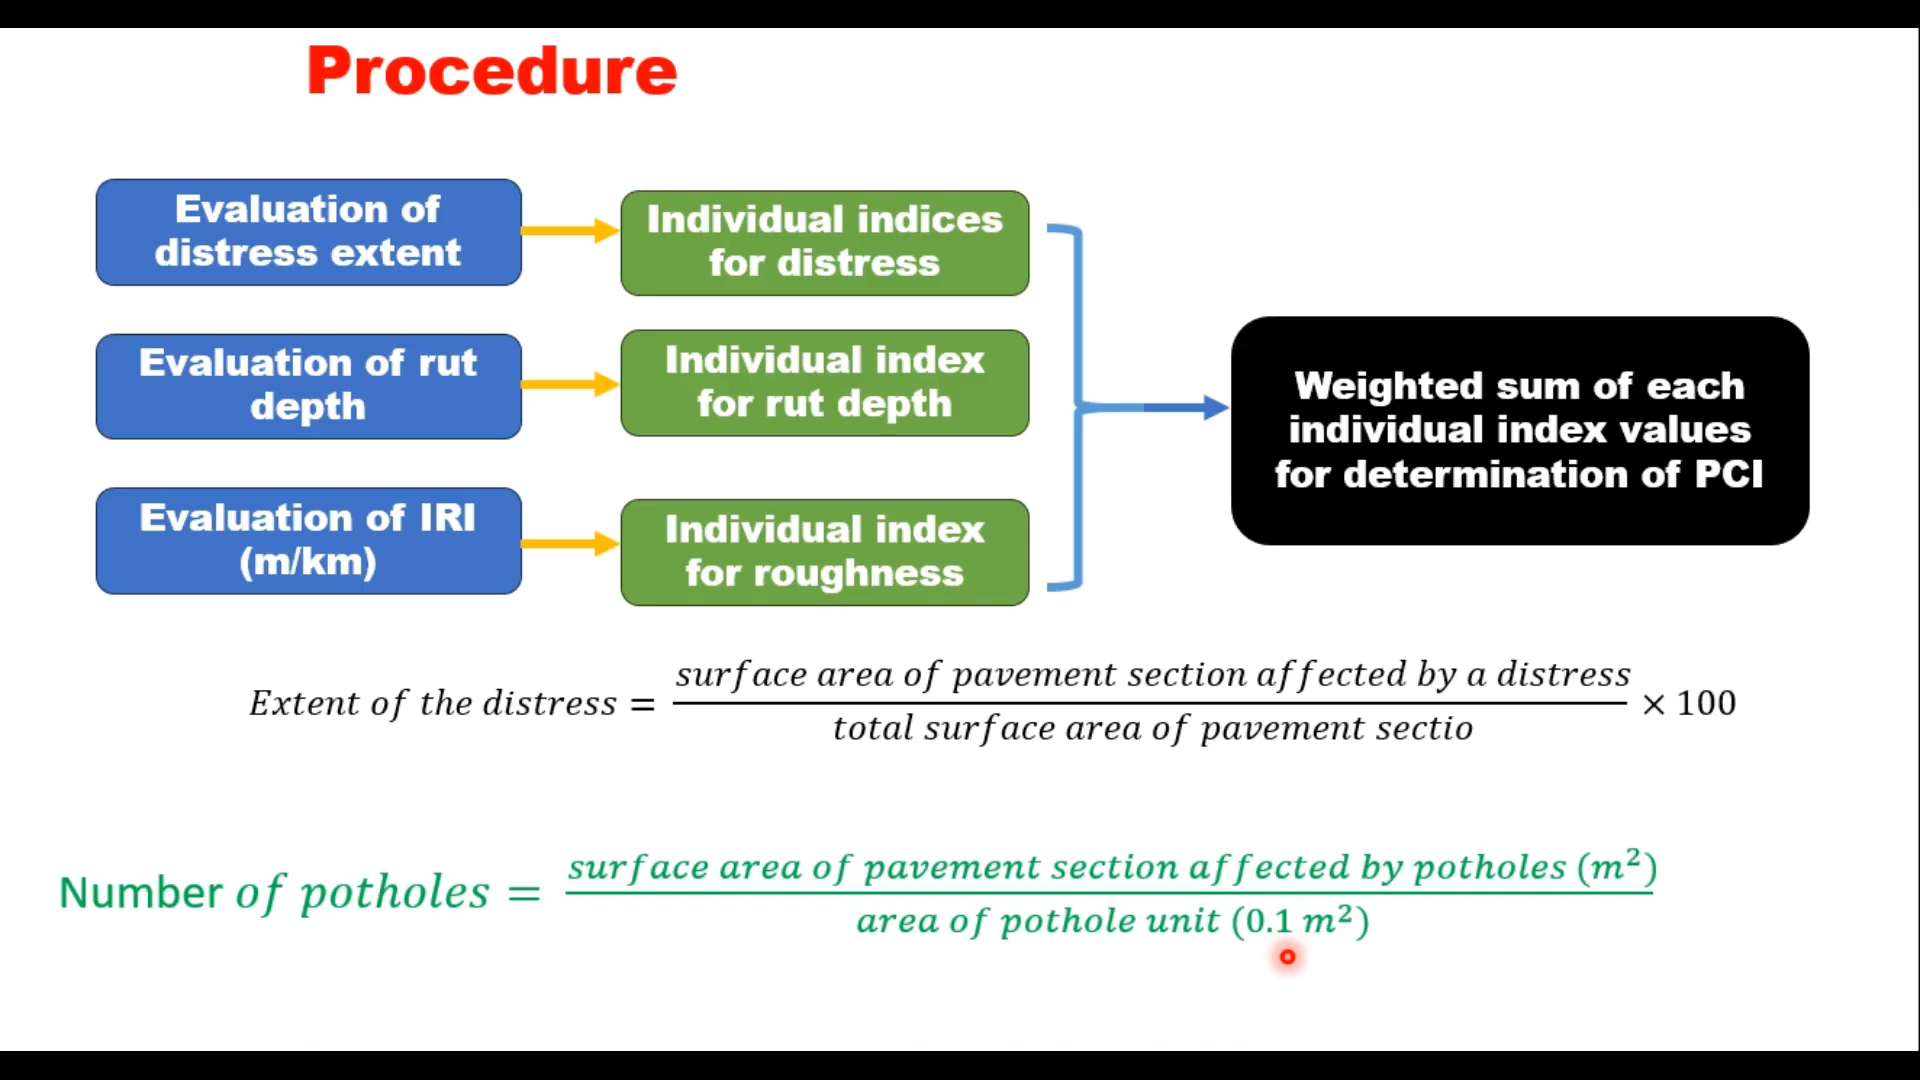 Procedure
Evaluation of
distress extent
Individual indices
for distress
Evaluation of rut
depth
Individual index
for rut depth
Evaluation of IRI
(m/km)
Individual index
for roughness
Weighted sum of each
individual index values
for determination of PCI
Extent of the distress = surface area of pavement section affected by a distress / total surface area of pavement sectio × 100
Number of potholes = surface area of pavement section affected by potholes (m²) / area of pothole unit (0.1 m²)